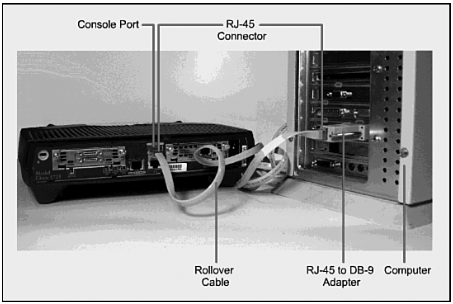 Console Port
RJ-45
Connector
Rollover
Cable
RJ-45 to DB-9
Adapter
Computer